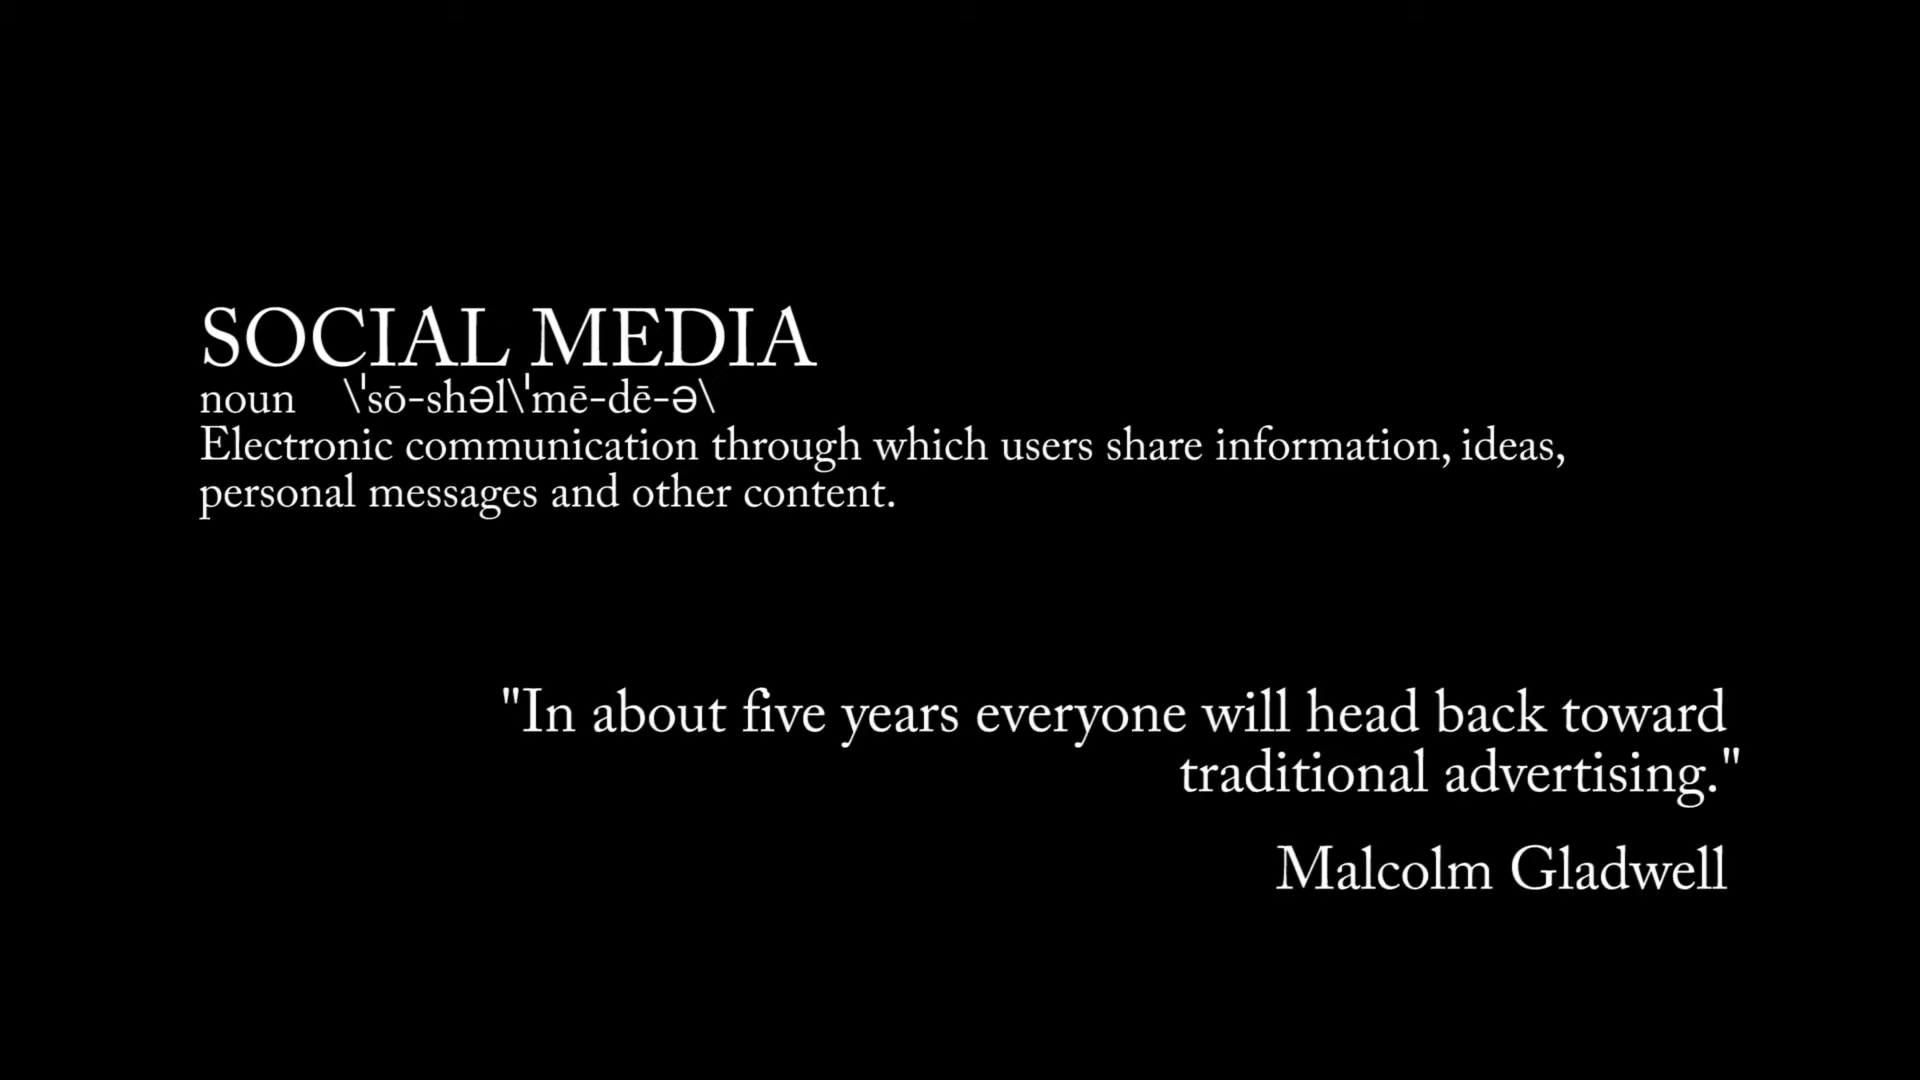 SOCIAL MEDIA
noun \ˈsō-shəl\ˈmē-dē-ə\
Electronic communication through which users share information, ideas,
personal messages and other content.
"In about five years everyone will head back toward
traditional advertising."
Malcolm Gladwell